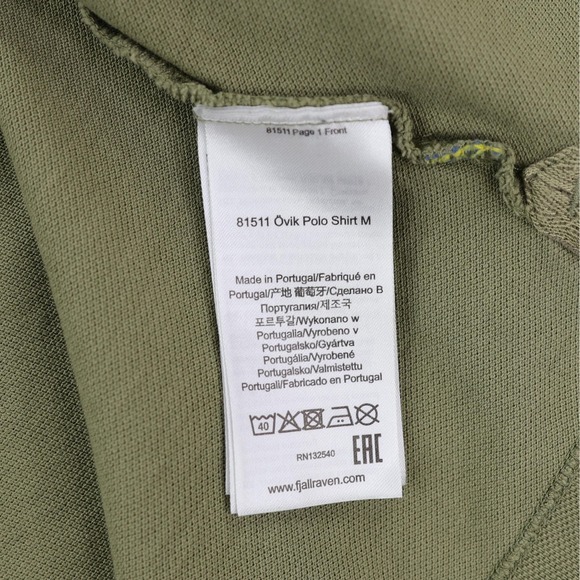 81511 Page 1 Front
81511 Övik Polo Shirt M
Made in Portugal/Fabriqué en
Portugal/产地 葡萄牙/Сделано В
Португалия/제조국
포르투갈/Wykonano w
Portugalia/Vyrobeno v
Portugalsko/Gyártva
Portugália/Vyrobené
Portugalsko/Valmistettu
Portugali/Fabricado en Portugal
40
RN132540
EAC
www.fjallraven.com